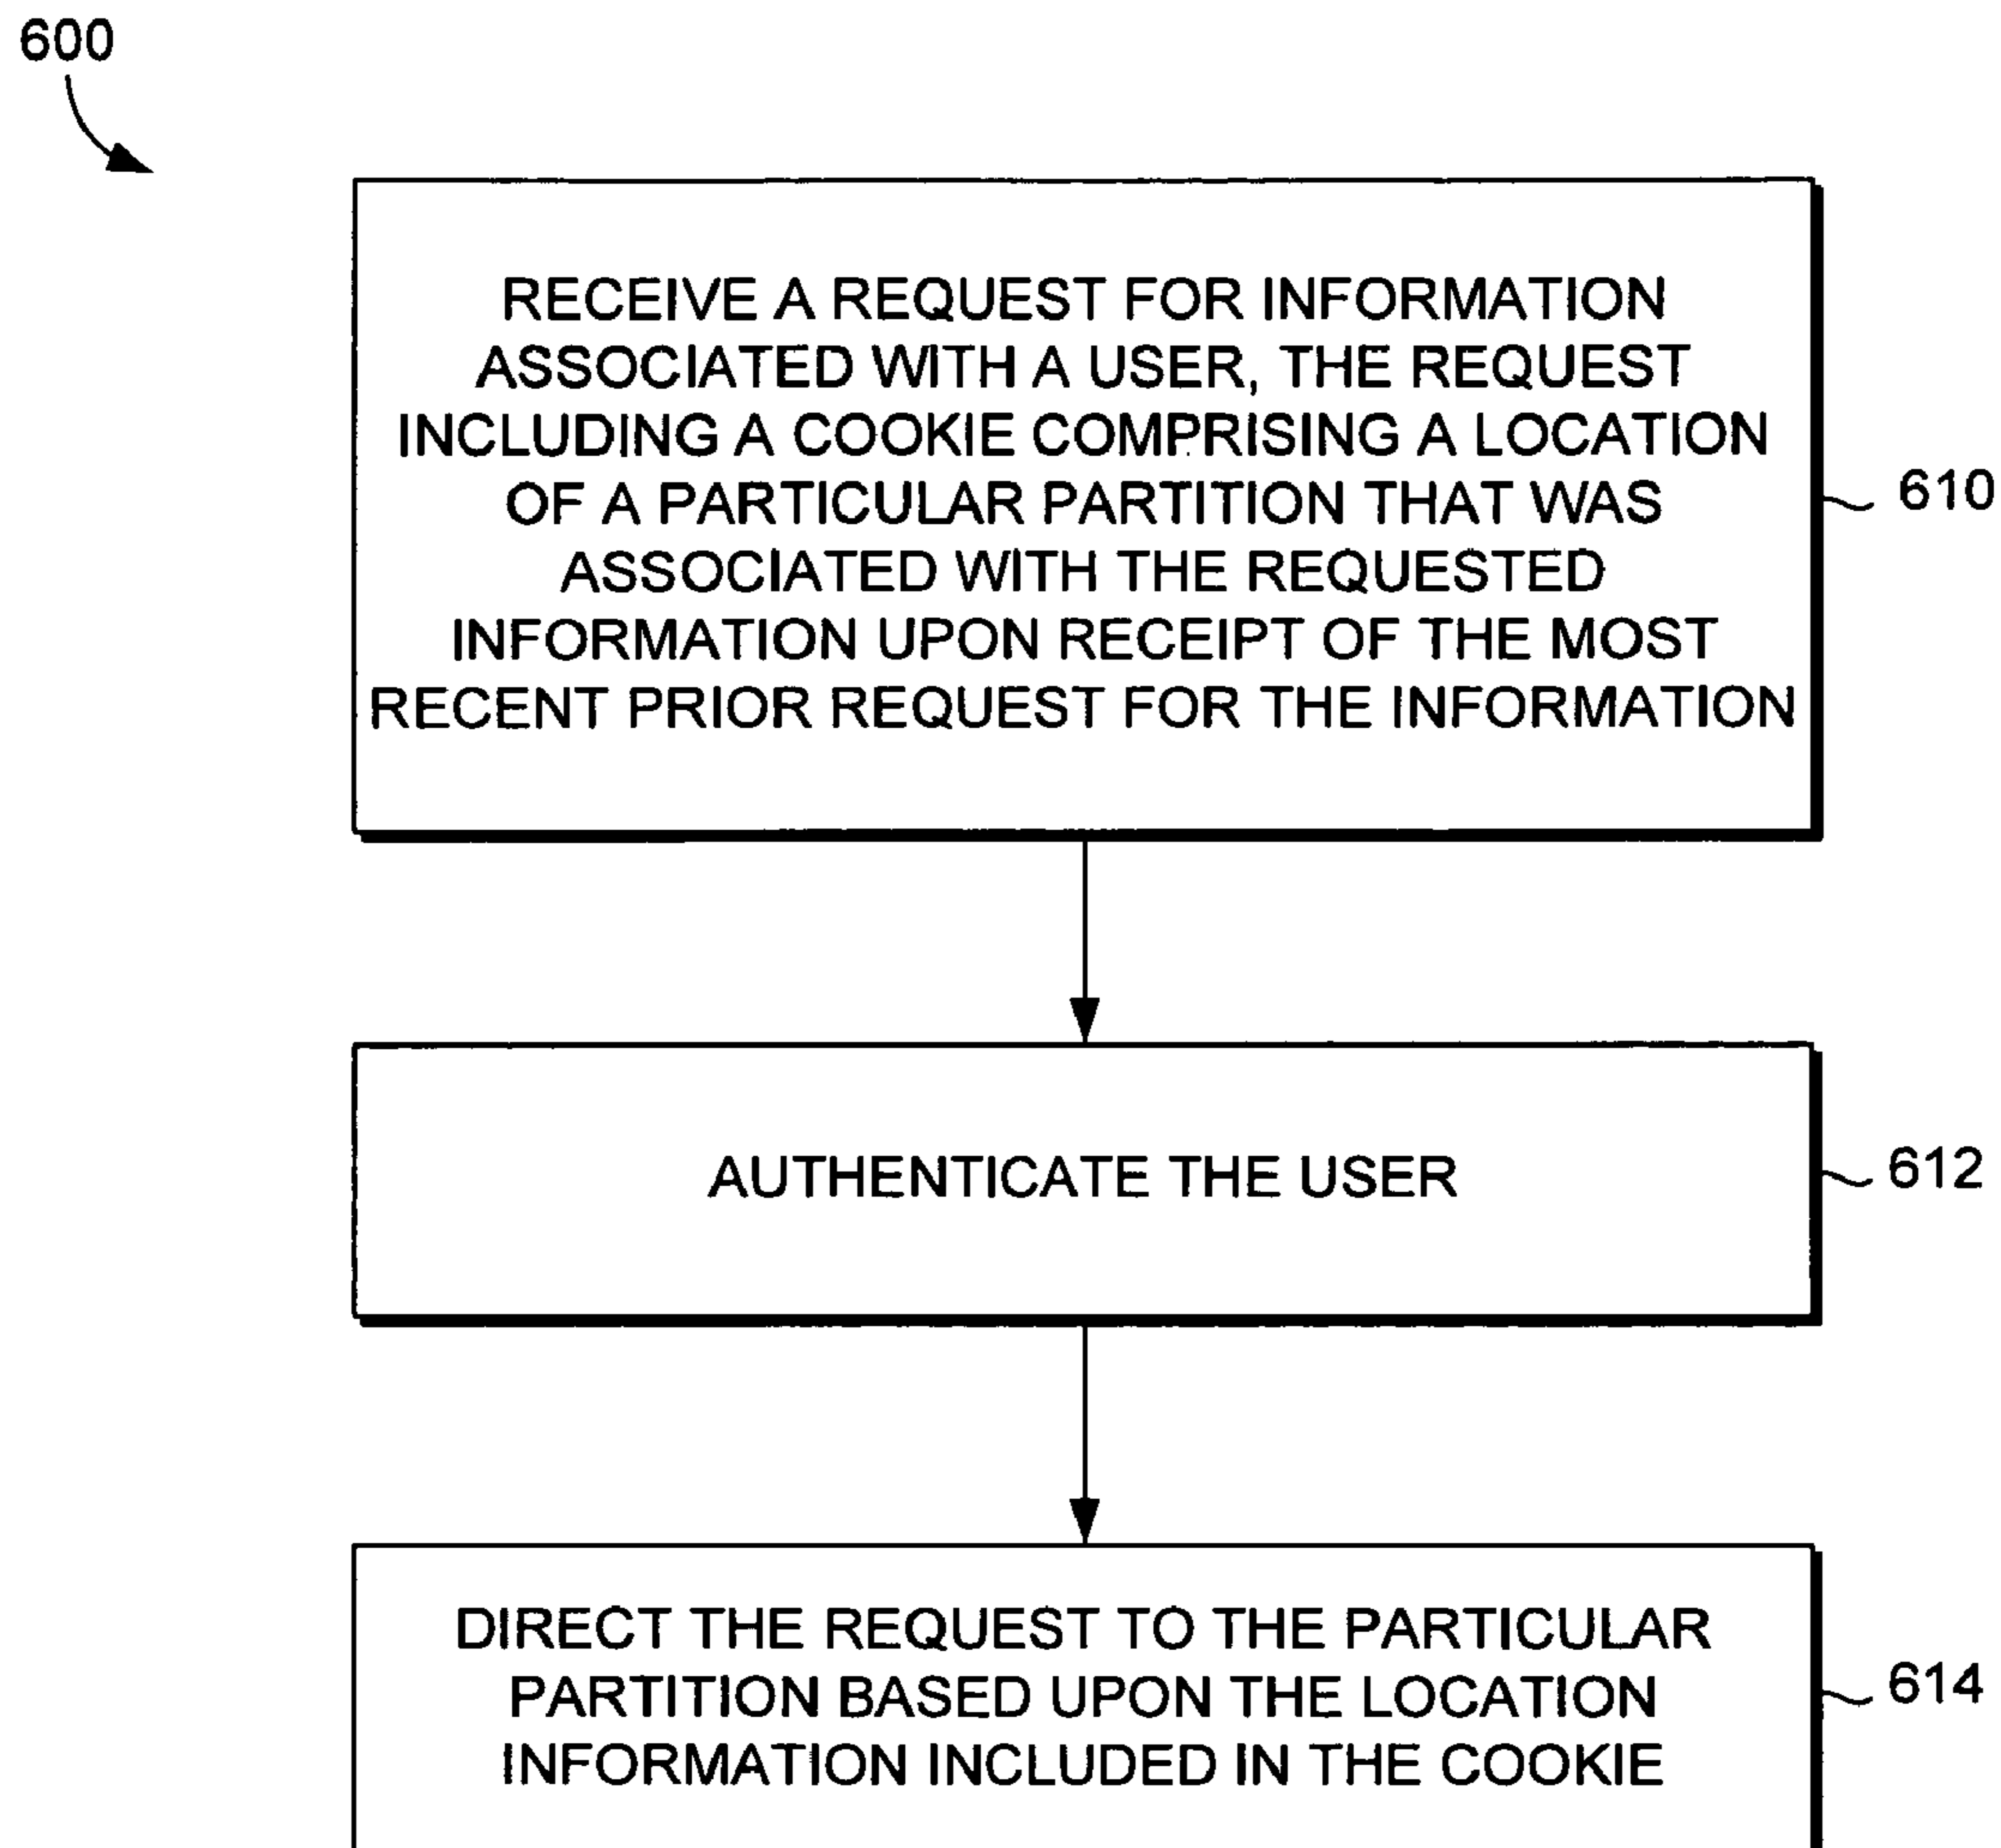 600
RECEIVE A REQUEST FOR INFORMATION
ASSOCIATED WITH A USER, THE REQUEST
INCLUDING A COOKIE COMPRISING A LOCATION
OF A PARTICULAR PARTITION THAT WAS
ASSOCIATED WITH THE REQUESTED
INFORMATION UPON RECEIPT OF THE MOST
RECENT PRIOR REQUEST FOR THE INFORMATION
610
AUTHENTICATE THE USER
612
DIRECT THE REQUEST TO THE PARTICULAR
PARTITION BASED UPON THE LOCATION
INFORMATION INCLUDED IN THE COOKIE
614